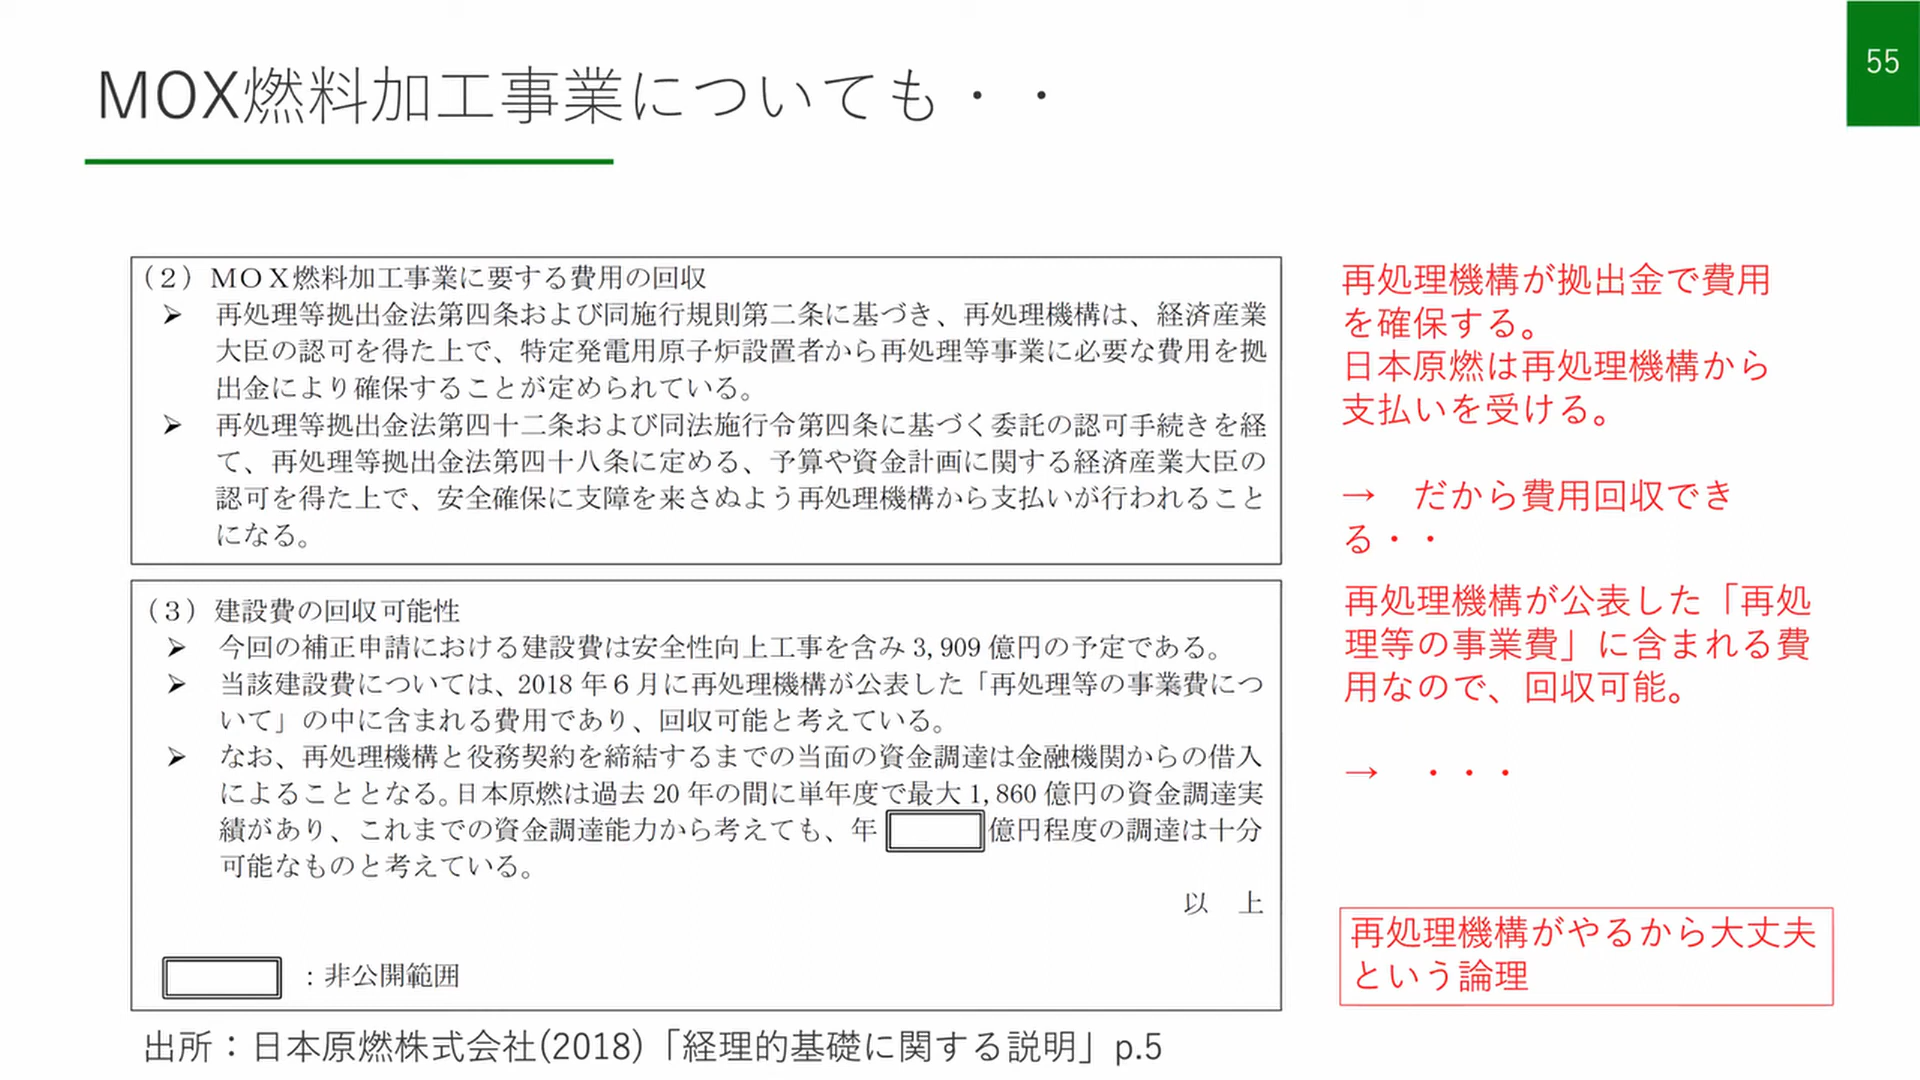 55
MOX燃料加工事業についても・・
（2）ＭＯＸ燃料加工事業に要する費用の回収
➢ 再処理等拠出金法第四条および同施行規則第二条に基づき、再処理機構は、経済産業
大臣の認可を得た上で、特定発電用原子炉設置者から再処理等事業に必要な費用を拠
出金により確保することが定められている。
➢ 再処理等拠出金法第四十二条および同法施行令第四条に基づく委託の認可手続きを経
て、再処理等拠出金法第四十八条に定める、予算や資金計画に関する経済産業大臣の
認可を得た上で、安全確保に支障を来さぬよう再処理機構から支払いが行われること
になる。
（3）建設費の回収可能性
➢ 今回の補正申請における建設費は安全性向上工事を含み 3,909 億円の予定である。
➢ 当該建設費については、2018 年６月に再処理機構が公表した「再処理等の事業費につ
いて」の中に含まれる費用であり、回収可能と考えている。
➢ なお、再処理機構と役務契約を締結するまでの当面の資金調達は金融機関からの借入
によることとなる。日本原燃は過去 20 年の間に単年度で最大 1,860 億円の資金調達実
績があり、これまでの資金調達能力から考えても、年 億円程度の調達は十分
可能なものと考えている。
以　上
：非公開範囲
再処理機構が拠出金で費用
を確保する。
日本原燃は再処理機構から
支払いを受ける。
→　だから費用回収でき
る・・
再処理機構が公表した「再処
理等の事業費」に含まれる費
用なので、回収可能。
→　・・・
再処理機構がやるから大丈夫
という論理
出所：日本原燃株式会社(2018)「経理的基礎に関する説明」p.5